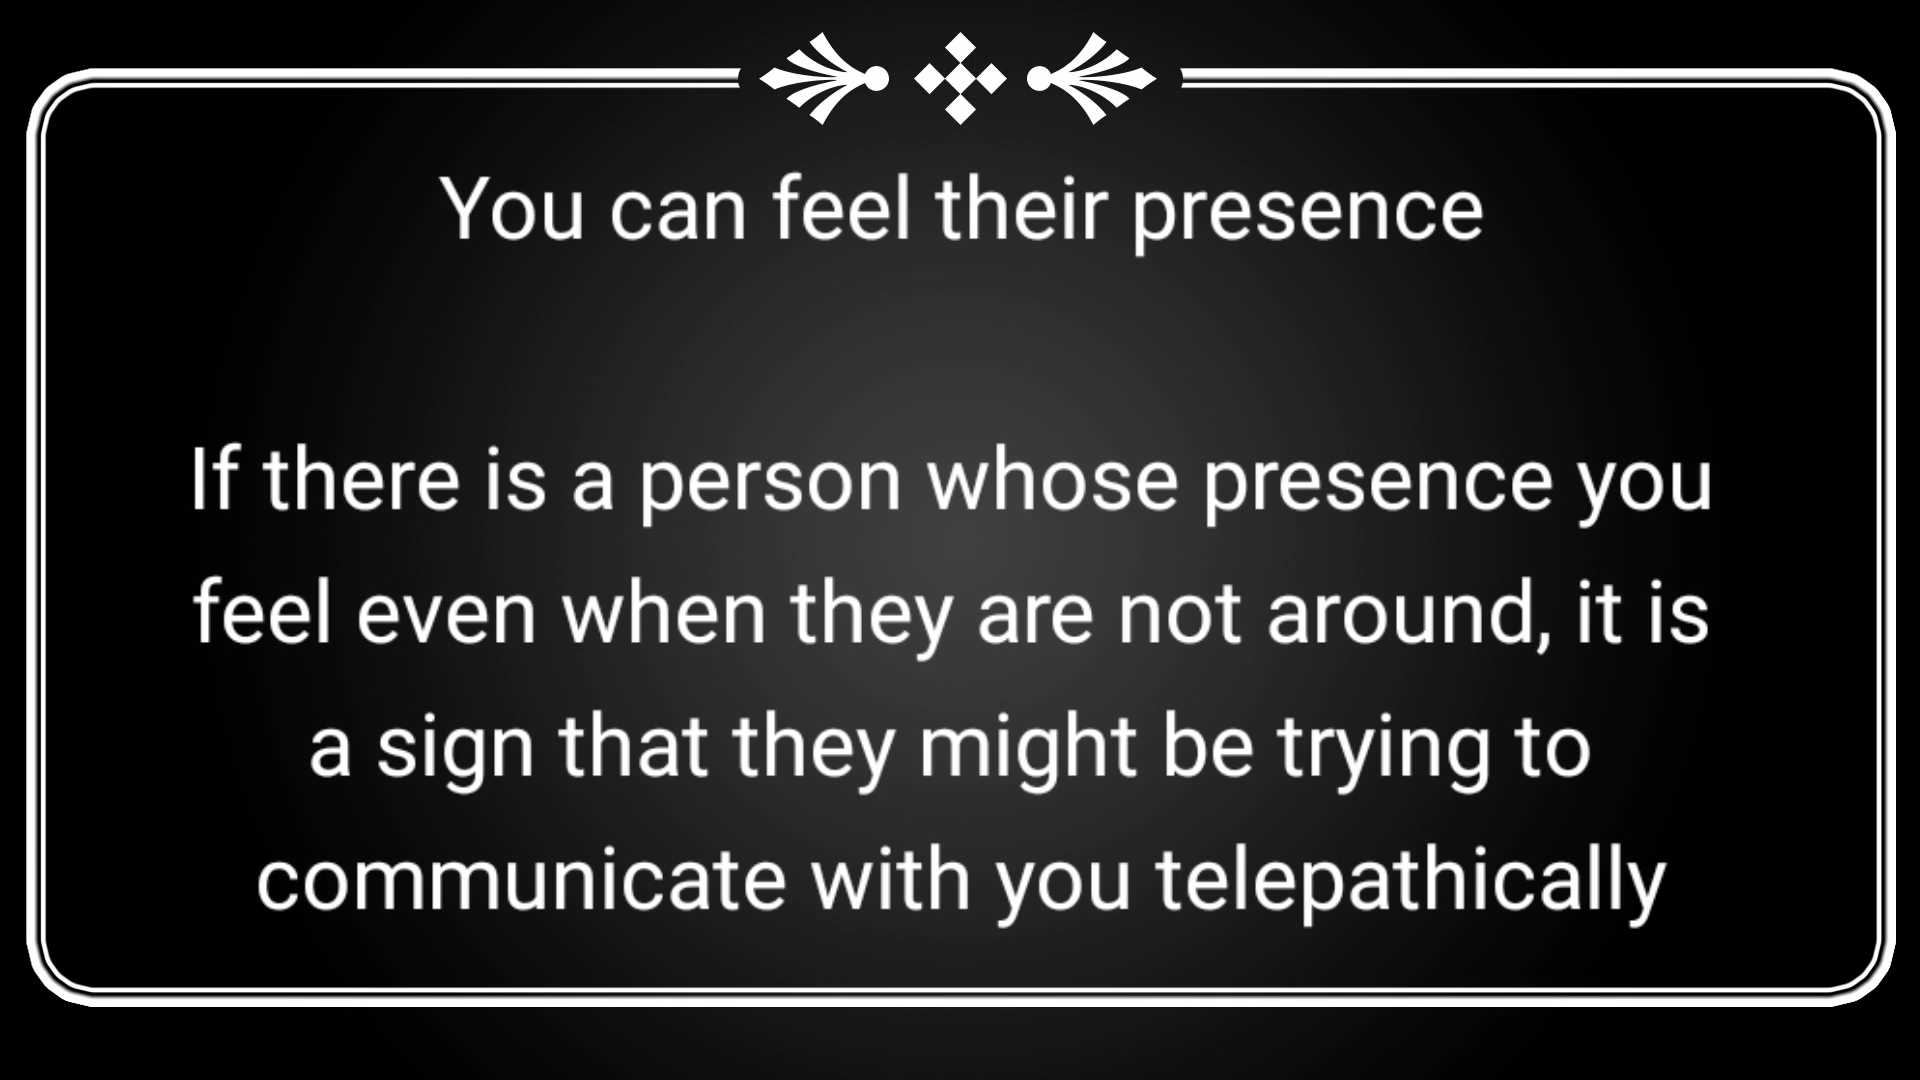 You can feel their presence
If there is a person whose presence you
feel even when they are not around, it is
a sign that they might be trying to
communicate with you telepathically